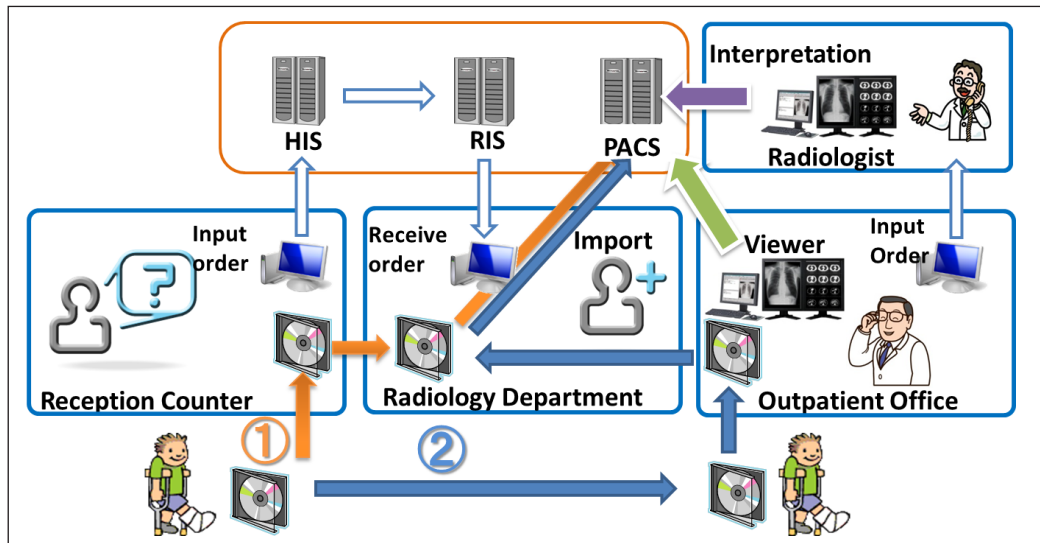 HIS
RIS
PACS
Interpretation
Radiologist
Input
order
?
Reception Counter
Receive
order
Import
Radiology Department
Viewer
Input
Order
Outpatient Office
①
②